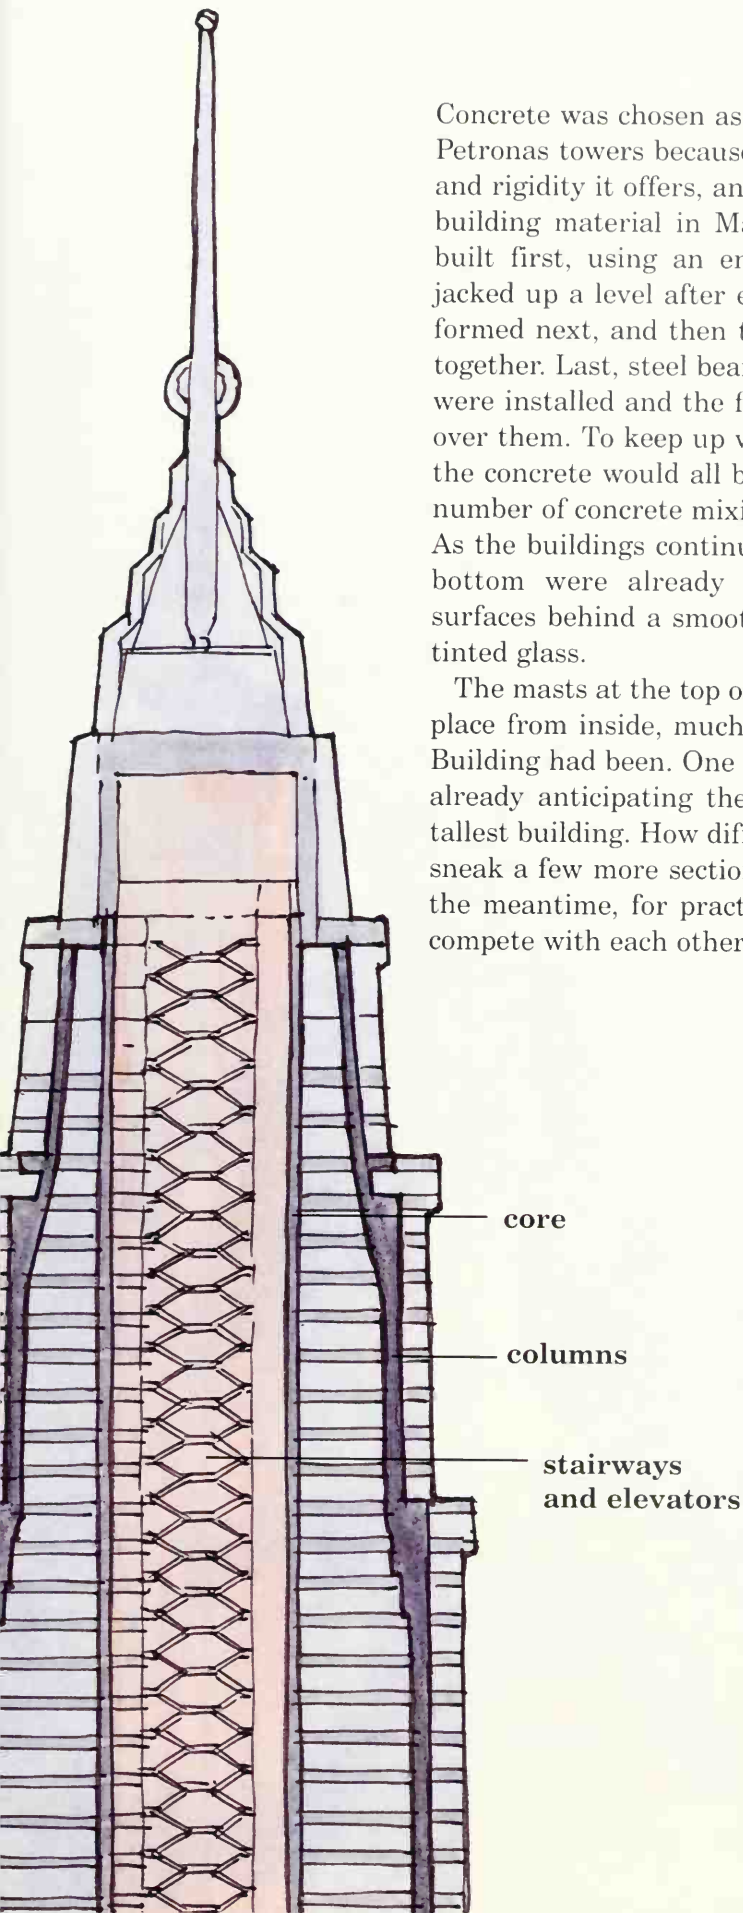 Concrete was chosen as
Petronas towers because
and rigidity it offers, an
building material in Ma
built first, using an en
jacked up a level after e
formed next, and then t
together. Last, steel bea
were installed and the f
over them. To keep up v
the concrete would all b
number of concrete mixi
As the buildings continu
bottom were already
surfaces behind a smoot
tinted glass.
The masts at the top o
place from inside, much
Building had been. One
already anticipating the
tallest building. How diff
sneak a few more sectio
the meantime, for pract
compete with each other
core
columns
stairways
and elevators